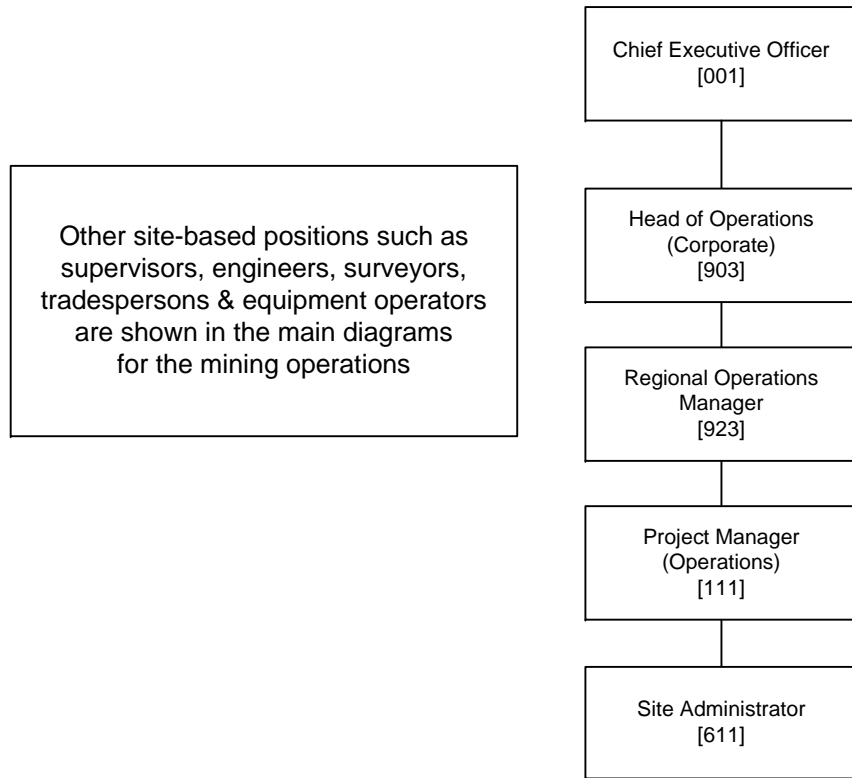 Chief Executive Officer
[001]
Other site-based positions such as
supervisors, engineers, surveyors,
tradespersons & equipment operators
are shown in the main diagrams
for the mining operations
Head of Operations
(Corporate)
[903]
Regional Operations
Manager
[923]
Project Manager
(Operations)
[111]
Site Administrator
[611]